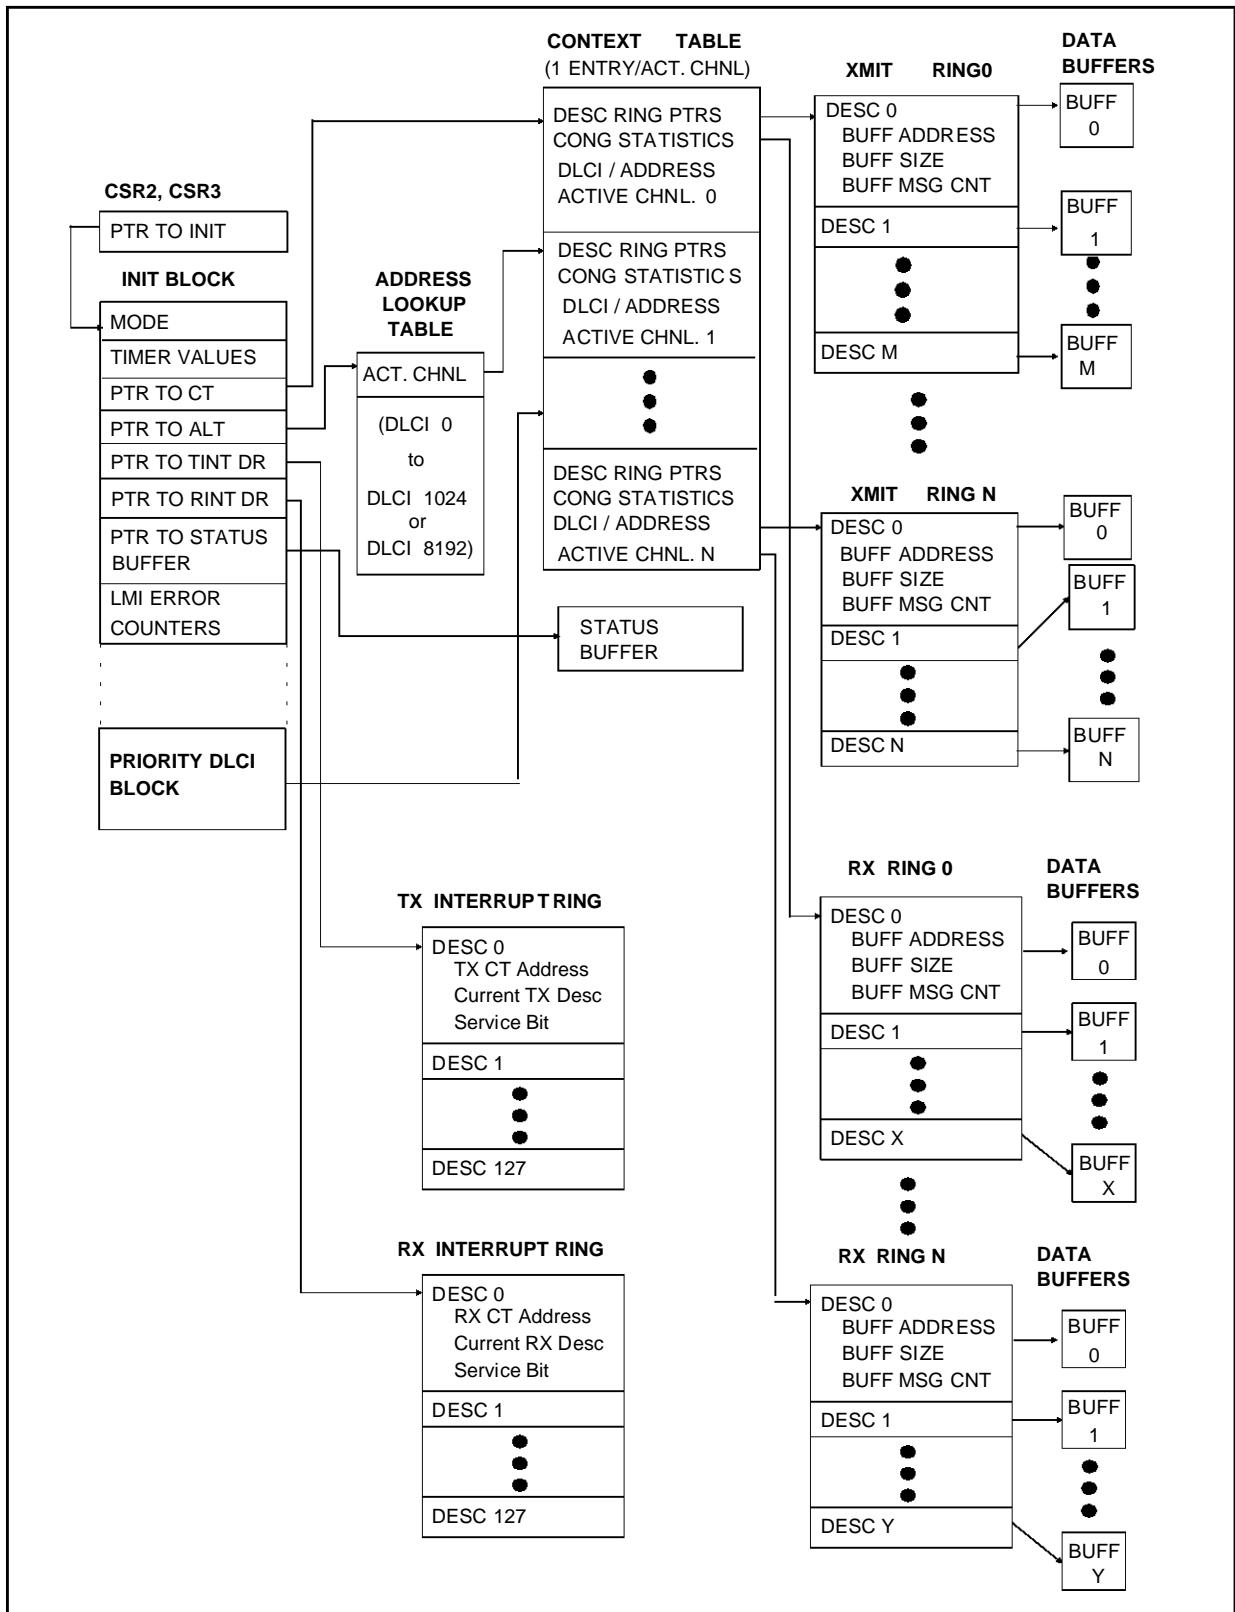 CSR2, CSR3
PTR TO INIT
INIT BLOCK
MODE
TIMER VALUES
PTR TO CT
PTR TO ALT
PTR TO TINT DR
PTR TO RINT DR
PTR TO STATUS
BUFFER
LMI ERROR
COUNTERS
PRIORITY DLCI
BLOCK
ADDRESS
LOOKUP
TABLE
ACT. CHNL
(DLCI 0
to
DLCI 1024
or
DLCI 8192)
CONTEXT TABLE
(1 ENTRY/ACT. CHNL)
DESC RING PTRS
CONG STATISTICS
DLCI / ADDRESS
ACTIVE CHNL. 0
DESC RING PTRS
CONG STATISTICS
DLCI / ADDRESS
ACTIVE CHNL. 1
DESC RING PTRS
CONG STATISTICS
DLCI / ADDRESS
ACTIVE CHNL. N
STATUS
BUFFER
TX INTERRUPT RING
DESC 0
TX CT Address
Current TX Desc
Service Bit
DESC 1
DESC 127
RX INTERRUPT RING
DESC 0
RX CT Address
Current RX Desc
Service Bit
DESC 1
DESC 127
XMIT RING0
DESC 0
BUFF ADDRESS
BUFF SIZE
BUFF MSG CNT
DESC 1
DESC M
DATA
BUFFERS
BUFF
0
BUFF
1
BUFF
M
XMIT RING N
DESC 0
BUFF ADDRESS
BUFF SIZE
BUFF MSG CNT
DESC 1
DESC N
BUFF
0
BUFF
1
BUFF
N
RX RING 0
DESC 0
BUFF ADDRESS
BUFF SIZE
BUFF MSG CNT
DESC 1
DESC X
DATA
BUFFERS
BUFF
0
BUFF
1
BUFF
X
RX RING N
DESC 0
BUFF ADDRESS
BUFF SIZE
BUFF MSG CNT
DESC 1
DESC Y
DATA
BUFFERS
BUFF
0
BUFF
1
BUFF
Y